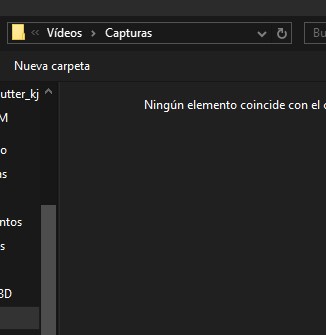 Vídeos > Capturas
Bu
Nueva carpeta
utter_kj
Ningún elemento coincide con el
M
o
as
ntos
s
3D